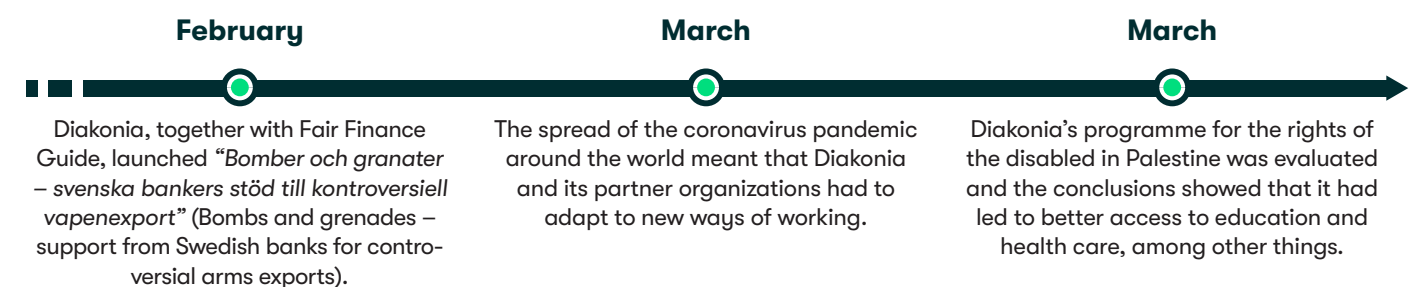 February
Diakonia, together with Fair Finance
Guide, launched “Bomber och granater
– svenska bankers stöd till kontroversiell
vapenexport” (Bombs and grenades –
support from Swedish banks for contro-
versial arms exports).
March
The spread of the coronavirus pandemic
around the world meant that Diakonia
and its partner organizations had to
adapt to new ways of working.
March
Diakonia’s programme for the rights of
the disabled in Palestine was evaluated
and the conclusions showed that it had
led to better access to education and
health care, among other things.